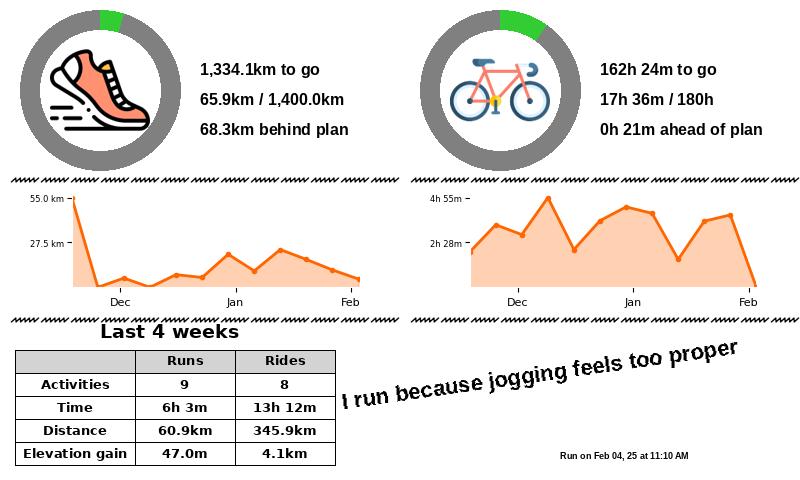 1,334.1km to go
65.9km / 1,400.0km
68.3km behind plan
162h 24m to go
17h 36m / 180h
0h 21m ahead of plan
55.0 km
27.5 km
Dec Jan Feb
4h 55m
2h 28m
Dec Jan Feb
Last 4 weeks
Runs Rides
Activities 9 8
Time 6h 3m 13h 12m
Distance 60.9km 345.9km
Elevation gain 47.0m 4.1km
I run because jogging feels too proper
Run on Feb 04, 25 at 11:10 AM